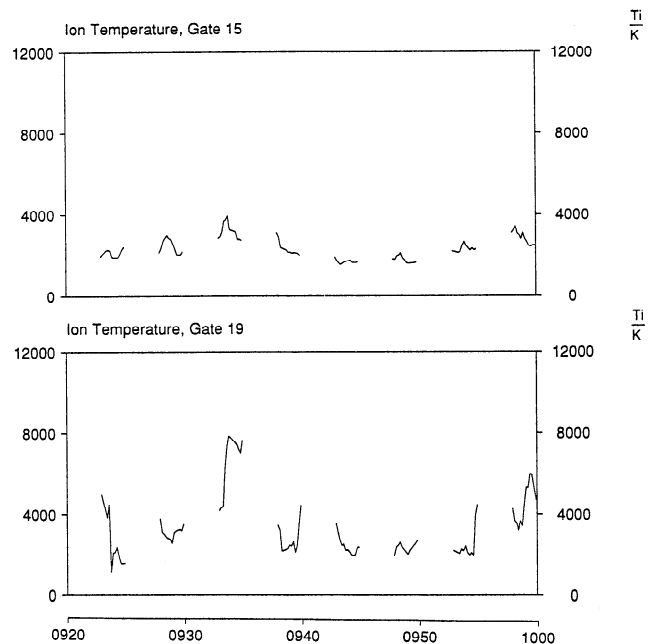 Ion Temperature, Gate 15
Ti
K
12000 12000
8000 8000
4000 4000
0 0
Ion Temperature, Gate 19
Ti
K
12000 12000
8000 8000
4000 4000
0 0
0920 0930 0940 0950 1000